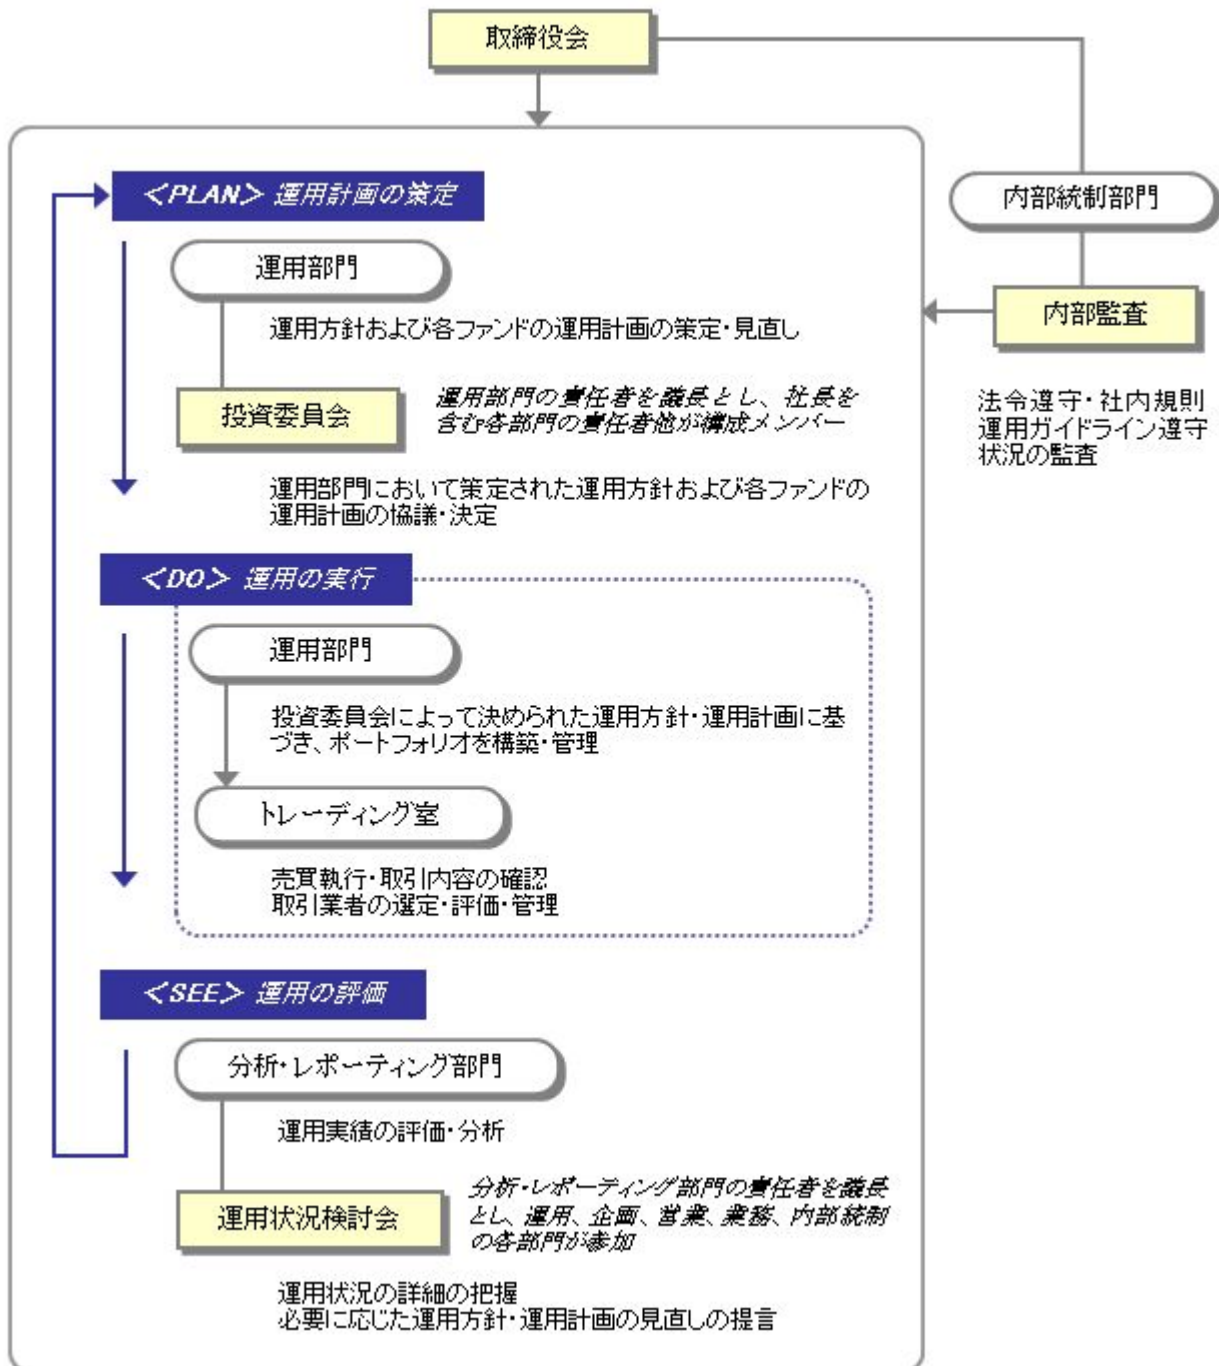 取締役会
<PLAN> 運用計画の策定
内部統制部門
運用部門
内部監査
運用方針および各ファンドの運用計画の策定・見直し
投資委員会
運用部門の責任者を議長とし、社長を
含む各部門の責任者他が構成メンバー
法令遵守・社内規則
運用ガイドライン遵守
状況の監査
運用部門において策定された運用方針および各ファンドの
運用計画の協議・決定
<DO> 運用の実行
運用部門
投資委員会によって決められた運用方針・運用計画に基
づき、ポートフォリオを構築・管理
トレーディング室
売買執行・取引内容の確認
取引業者の選定・評価・管理
<SEE> 運用の評価
分析・レポーティング部門
運用実績の評価・分析
運用状況検討会
分析・レポーティング部門の責任者を議長
とし、運用、企画、営業、業務、内部統制
の各部門が参加
運用状況の詳細の把握
必要に応じた運用方針・運用計画の見直しの提言